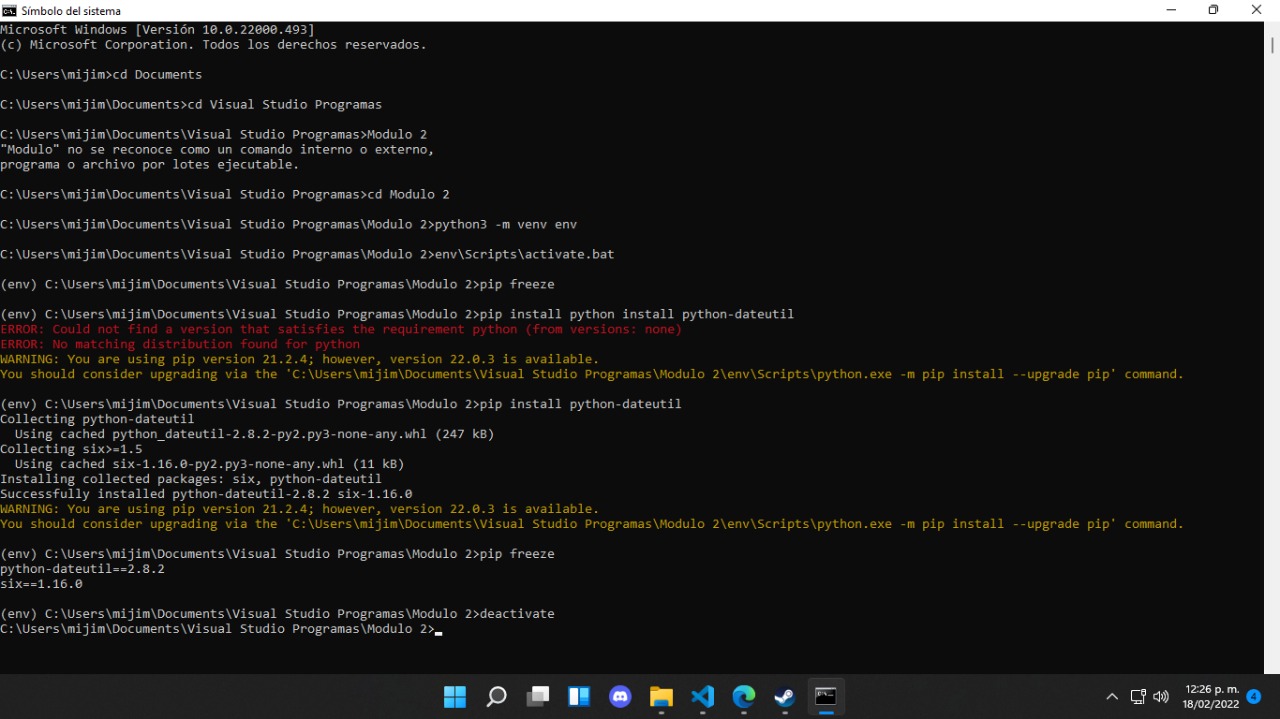 Símbolo del sistema
Microsoft Windows [Versión 10.0.22000.493]
(c) Microsoft Corporation. Todos los derechos reservados.
C:\Users\mijim>cd Documents
C:\Users\mijim\Documents>cd Visual Studio Programas
C:\Users\mijim\Documents\Visual Studio Programas>Modulo 2
"Modulo" no se reconoce como un comando interno o externo,
programa o archivo por lotes ejecutable.
C:\Users\mijim\Documents\Visual Studio Programas>cd Modulo 2
C:\Users\mijim\Documents\Visual Studio Programas\Modulo 2>python3 -m venv env
C:\Users\mijim\Documents\Visual Studio Programas\Modulo 2>env\Scripts\activate.bat
(env) C:\Users\mijim\Documents\Visual Studio Programas\Modulo 2>pip freeze
(env) C:\Users\mijim\Documents\Visual Studio Programas\Modulo 2>pip install python install python-dateutil
ERROR: Could not find a version that satisfies the requirement python (from versions: none)
ERROR: No matching distribution found for python
WARNING: You are using pip version 21.2.4; however, version 22.0.3 is available.
You should consider upgrading via the 'C:\Users\mijim\Documents\Visual Studio Programas\Modulo 2\env\Scripts\python.exe -m pip install --upgrade pip' command.
(env) C:\Users\mijim\Documents\Visual Studio Programas\Modulo 2>pip install python-dateutil
Collecting python-dateutil
Using cached python_dateutil-2.8.2-py2.py3-none-any.whl (247 kB)
Collecting six>=1.5
Using cached six-1.16.0-py2.py3-none-any.whl (11 kB)
Installing collected packages: six, python-dateutil
Successfully installed python-dateutil-2.8.2 six-1.16.0
WARNING: You are using pip version 21.2.4; however, version 22.0.3 is available.
You should consider upgrading via the 'C:\Users\mijim\Documents\Visual Studio Programas\Modulo 2\env\Scripts\python.exe -m pip install --upgrade pip' command.
(env) C:\Users\mijim\Documents\Visual Studio Programas\Modulo 2>pip freeze
python-dateutil==2.8.2
six==1.16.0
(env) C:\Users\mijim\Documents\Visual Studio Programas\Modulo 2>deactivate
C:\Users\mijim\Documents\Visual Studio Programas\Modulo 2>
12:26 p. m.
18/02/2022
4